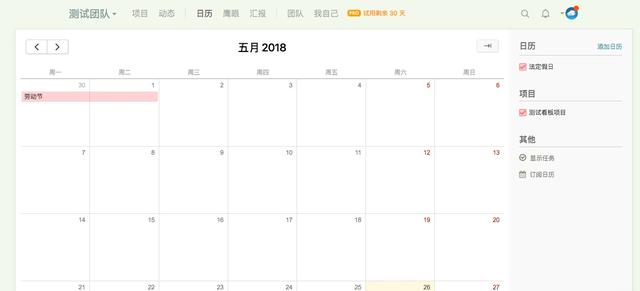 测试团队 项目 动态 日历 鹰眼 汇报 团队 我自己 PRO 试用剩余 30 天
五月 2018
周一 周二 周三 周四 周五 周六 周日
30 1 2 3 4 5 6
劳动节
7 8 9 10 11 12 13
14 15 16 17 18 19 20
21 22 23 24 25 26 27
日历 添加日历
法定假日
项目
测试看板项目
其他
显示任务
订阅日历